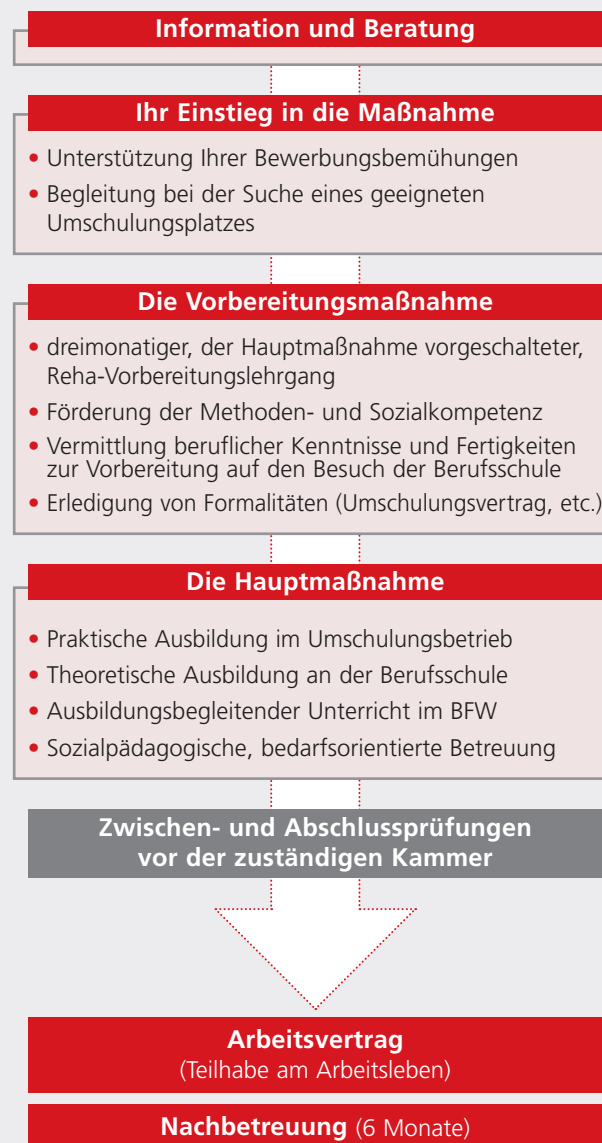 Information und Beratung
Ihr Einstieg in die Maßnahme
• Unterstützung Ihrer Bewerbungsbemühungen
• Begleitung bei der Suche eines geeigneten
Umschulungsplatzes
Die Vorbereitungsmaßnahme
• dreimonatiger, der Hauptmaßnahme vorgeschalteter,
Reha-Vorbereitungslehrgang
• Förderung der Methoden- und Sozialkompetenz
• Vermittlung beruflicher Kenntnisse und Fertigkeiten
zur Vorbereitung auf den Besuch der Berufsschule
• Erledigung von Formalitäten (Umschulungsvertrag, etc.)
Die Hauptmaßnahme
• Praktische Ausbildung im Umschulungsbetrieb
• Theoretische Ausbildung an der Berufsschule
• Ausbildungsbegleitender Unterricht im BFW
• Sozialpädagogische, bedarfsorientierte Betreuung
Zwischen- und Abschlussprüfungen
vor der zuständigen Kammer
Arbeitsvertrag
(Teilhabe am Arbeitsleben)
Nachbetreuung (6 Monate)